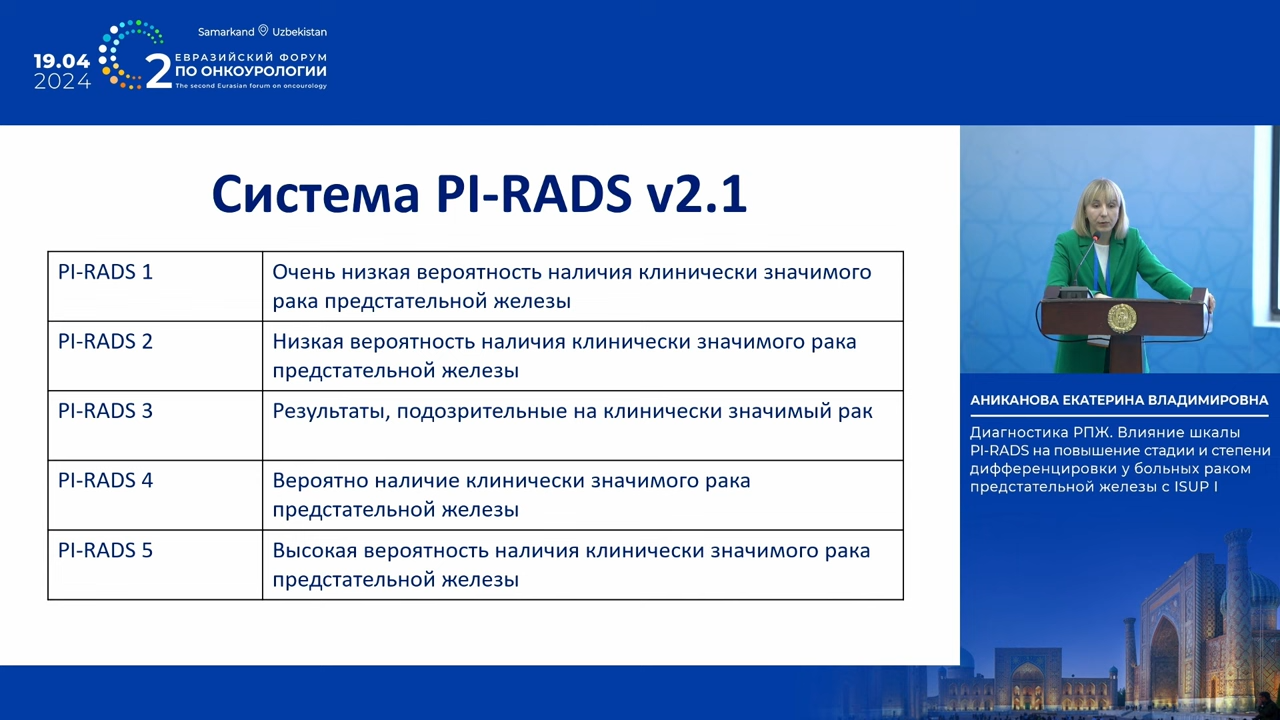 Samarkand Uzbekistan
19.04
2024
2
ЕВРАЗИЙСКИЙ ФОРУМ
ПО ОНКОУРОЛОГИИ
The second Eurasian forum on oncourology
Система PI-RADS v2.1
PI-RADS 1
Очень низкая вероятность наличия клинически значимого
рака предстательной железы
PI-RADS 2
Низкая вероятность наличия клинически значимого рака
предстательной железы
PI-RADS 3
Результаты, подозрительные на клинически значимый рак
PI-RADS 4
Вероятно наличие клинически значимого рака
предстательной железы
PI-RADS 5
Высокая вероятность наличия клинически значимого рака
предстательной железы
АНИКАНОВА ЕКАТЕРИНА ВЛАДИМИРОВНА
Диагностика РПЖ. Влияние шкалы
PI-RADS на повышение стадии и степени
дифференцировки у больных раком
предстательной железы с ISUP I